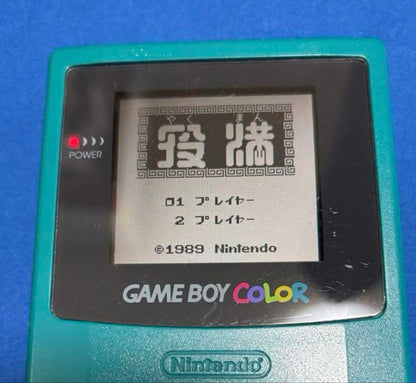 やく まん
役満
1 プレイヤー
2 プレイヤー
©1989 Nintendo
POWER
GAME BOY COLOR
Nintendo